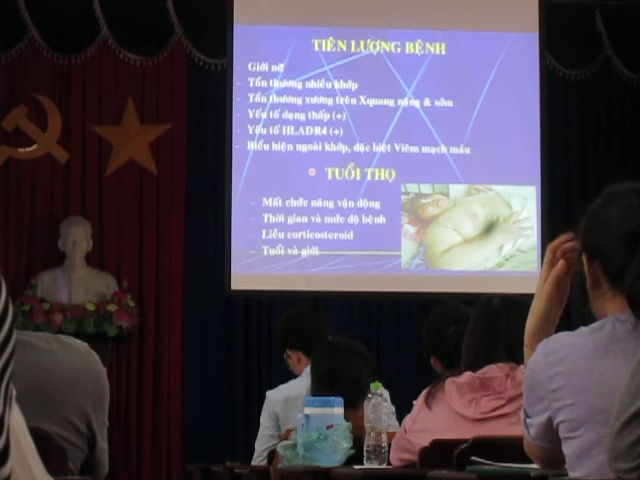 TIÊN LƯỢNG BỆNH
- Giới nữ
- Tổn thương nhiều khớp
- Tổn thương xương trên Xquang nặng & sớm
- Yếu tố dạng thấp (+)
- Yếu tố HLADR4 (+)
- Biểu hiện ngoài khớp, đặc biệt Viêm mạch máu
TUỔI THỌ
– Mất chức năng vận động
– Thời gian và mức độ bệnh
– Liều corticosteroid
– Tuổi và giới